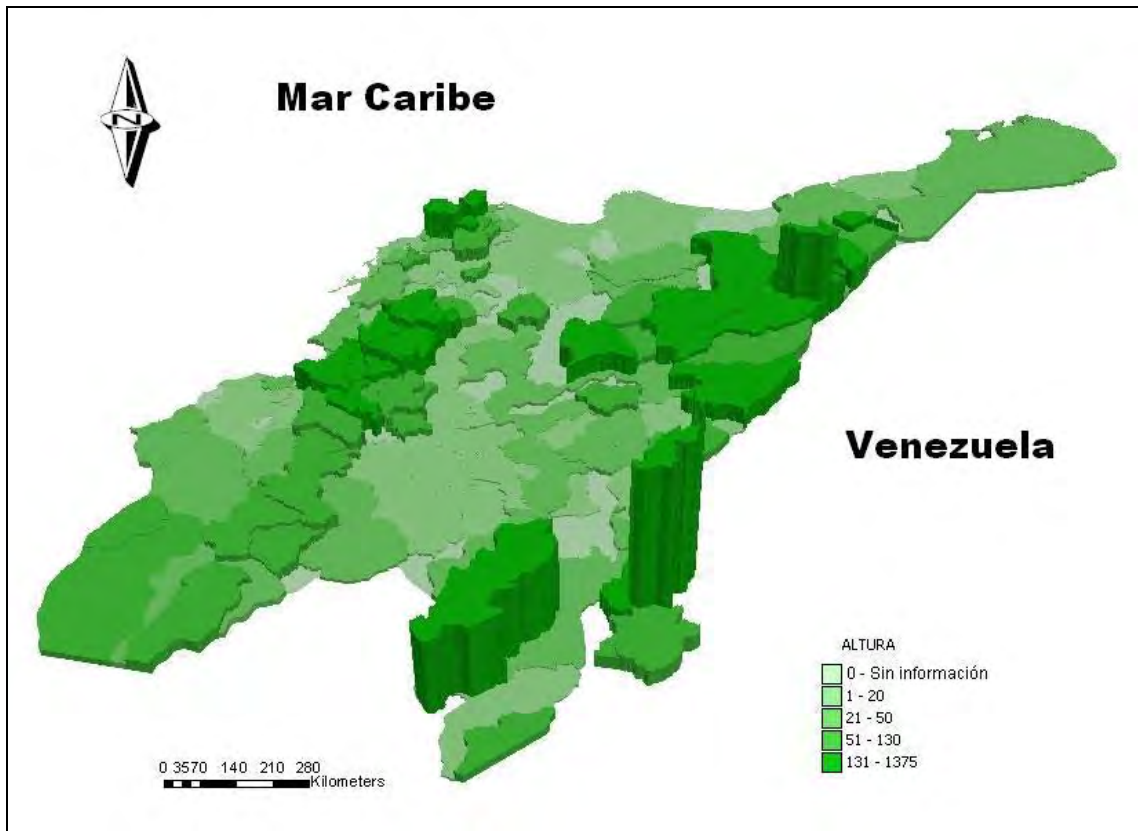 Mar Caribe
N
Venezuela
ALTURA
0 - Sin información
1 - 20
21 - 50
51 - 130
131 - 1375
0 3570 140 210 280
Kilometers